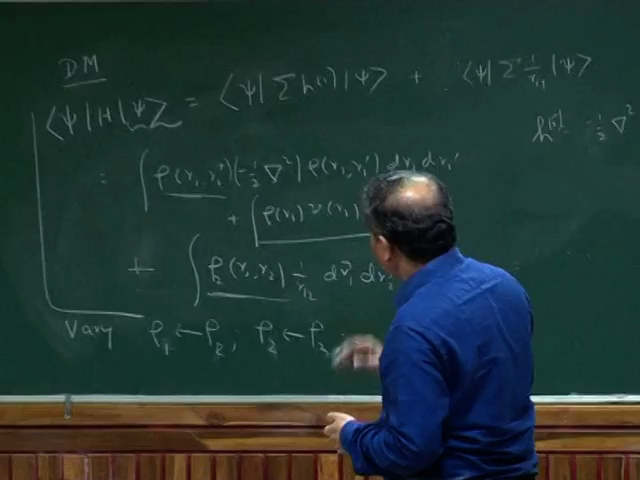 DM
⟨ψ|H|ψ⟩ = ⟨ψ|Σ h(i)|ψ⟩ + ⟨ψ|Σ 1/r₁₂|ψ⟩
h(i) = -1/2 ∇²
= ∫ρ(r₁,r₁')(-1/2 ∇²)ρ(r₁,r₁') dr₁ dr₁'
+ ∫ρ(r₁) v(r₁)
+ ∫ρ₂(r₁,r₂) 1/r₁₂ dr₁ dr₂
Vary ρ₁ ← ρ₂ ; ρ₂ ← ρ₃ ;